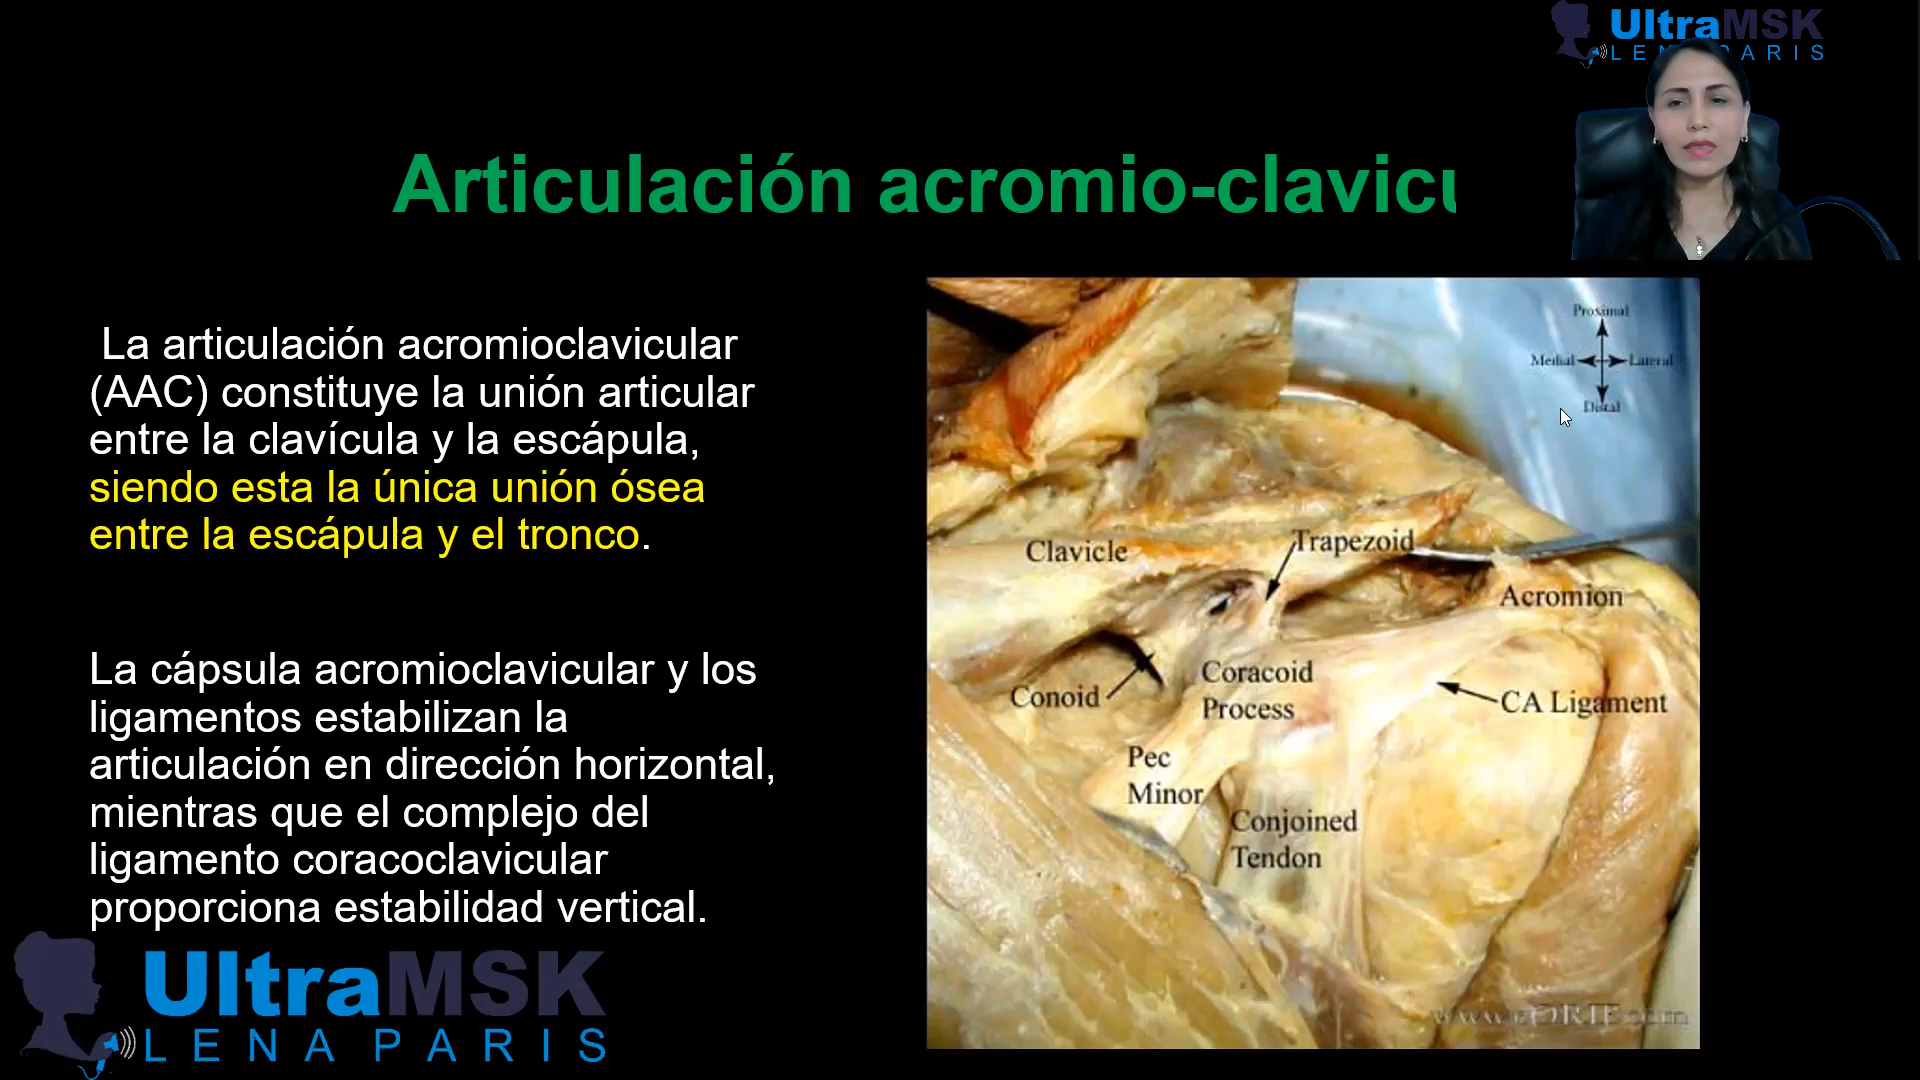 UltraMSK
Articulación acromio-clavicu
La articulación acromioclavicular
(AAC) constituye la unión articular
entre la clavícula y la escápula,
siendo esta la única unión ósea
entre la escápula y el tronco.
La cápsula acromioclavicular y los
ligamentos estabilizan la
articulación en dirección horizontal,
mientras que el complejo del
ligamento coracoclavicular
proporciona estabilidad vertical.
Proximal
Medial
Lateral
Distal
Clavicle
Trapezoid
Acromion
Conoid
Coracoid
Process
CA Ligament
Pec
Minor
Conjoined
Tendon
UltraMSK
LENA PARIS